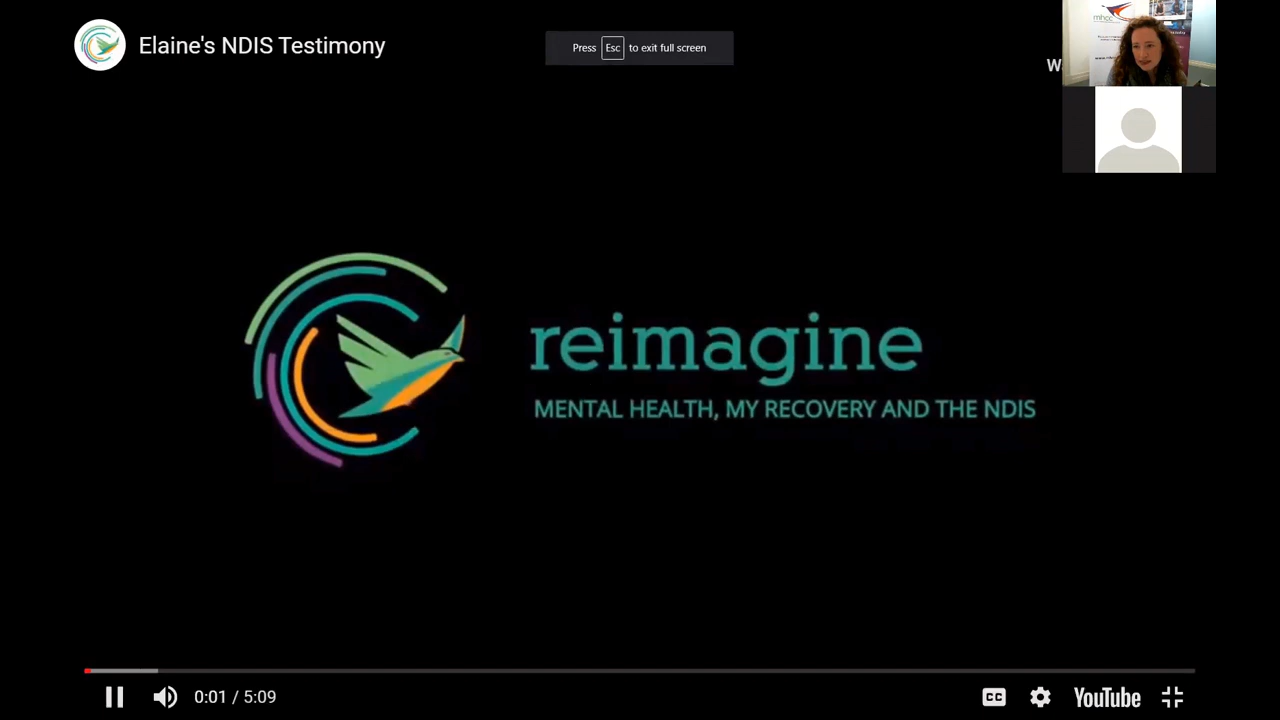 Elaine's NDIS Testimony
Press Esc to exit full screen
W
mhcc
reimagine
MENTAL HEALTH, MY RECOVERY AND THE NDIS
0:01 / 5:09
CC
YouTube